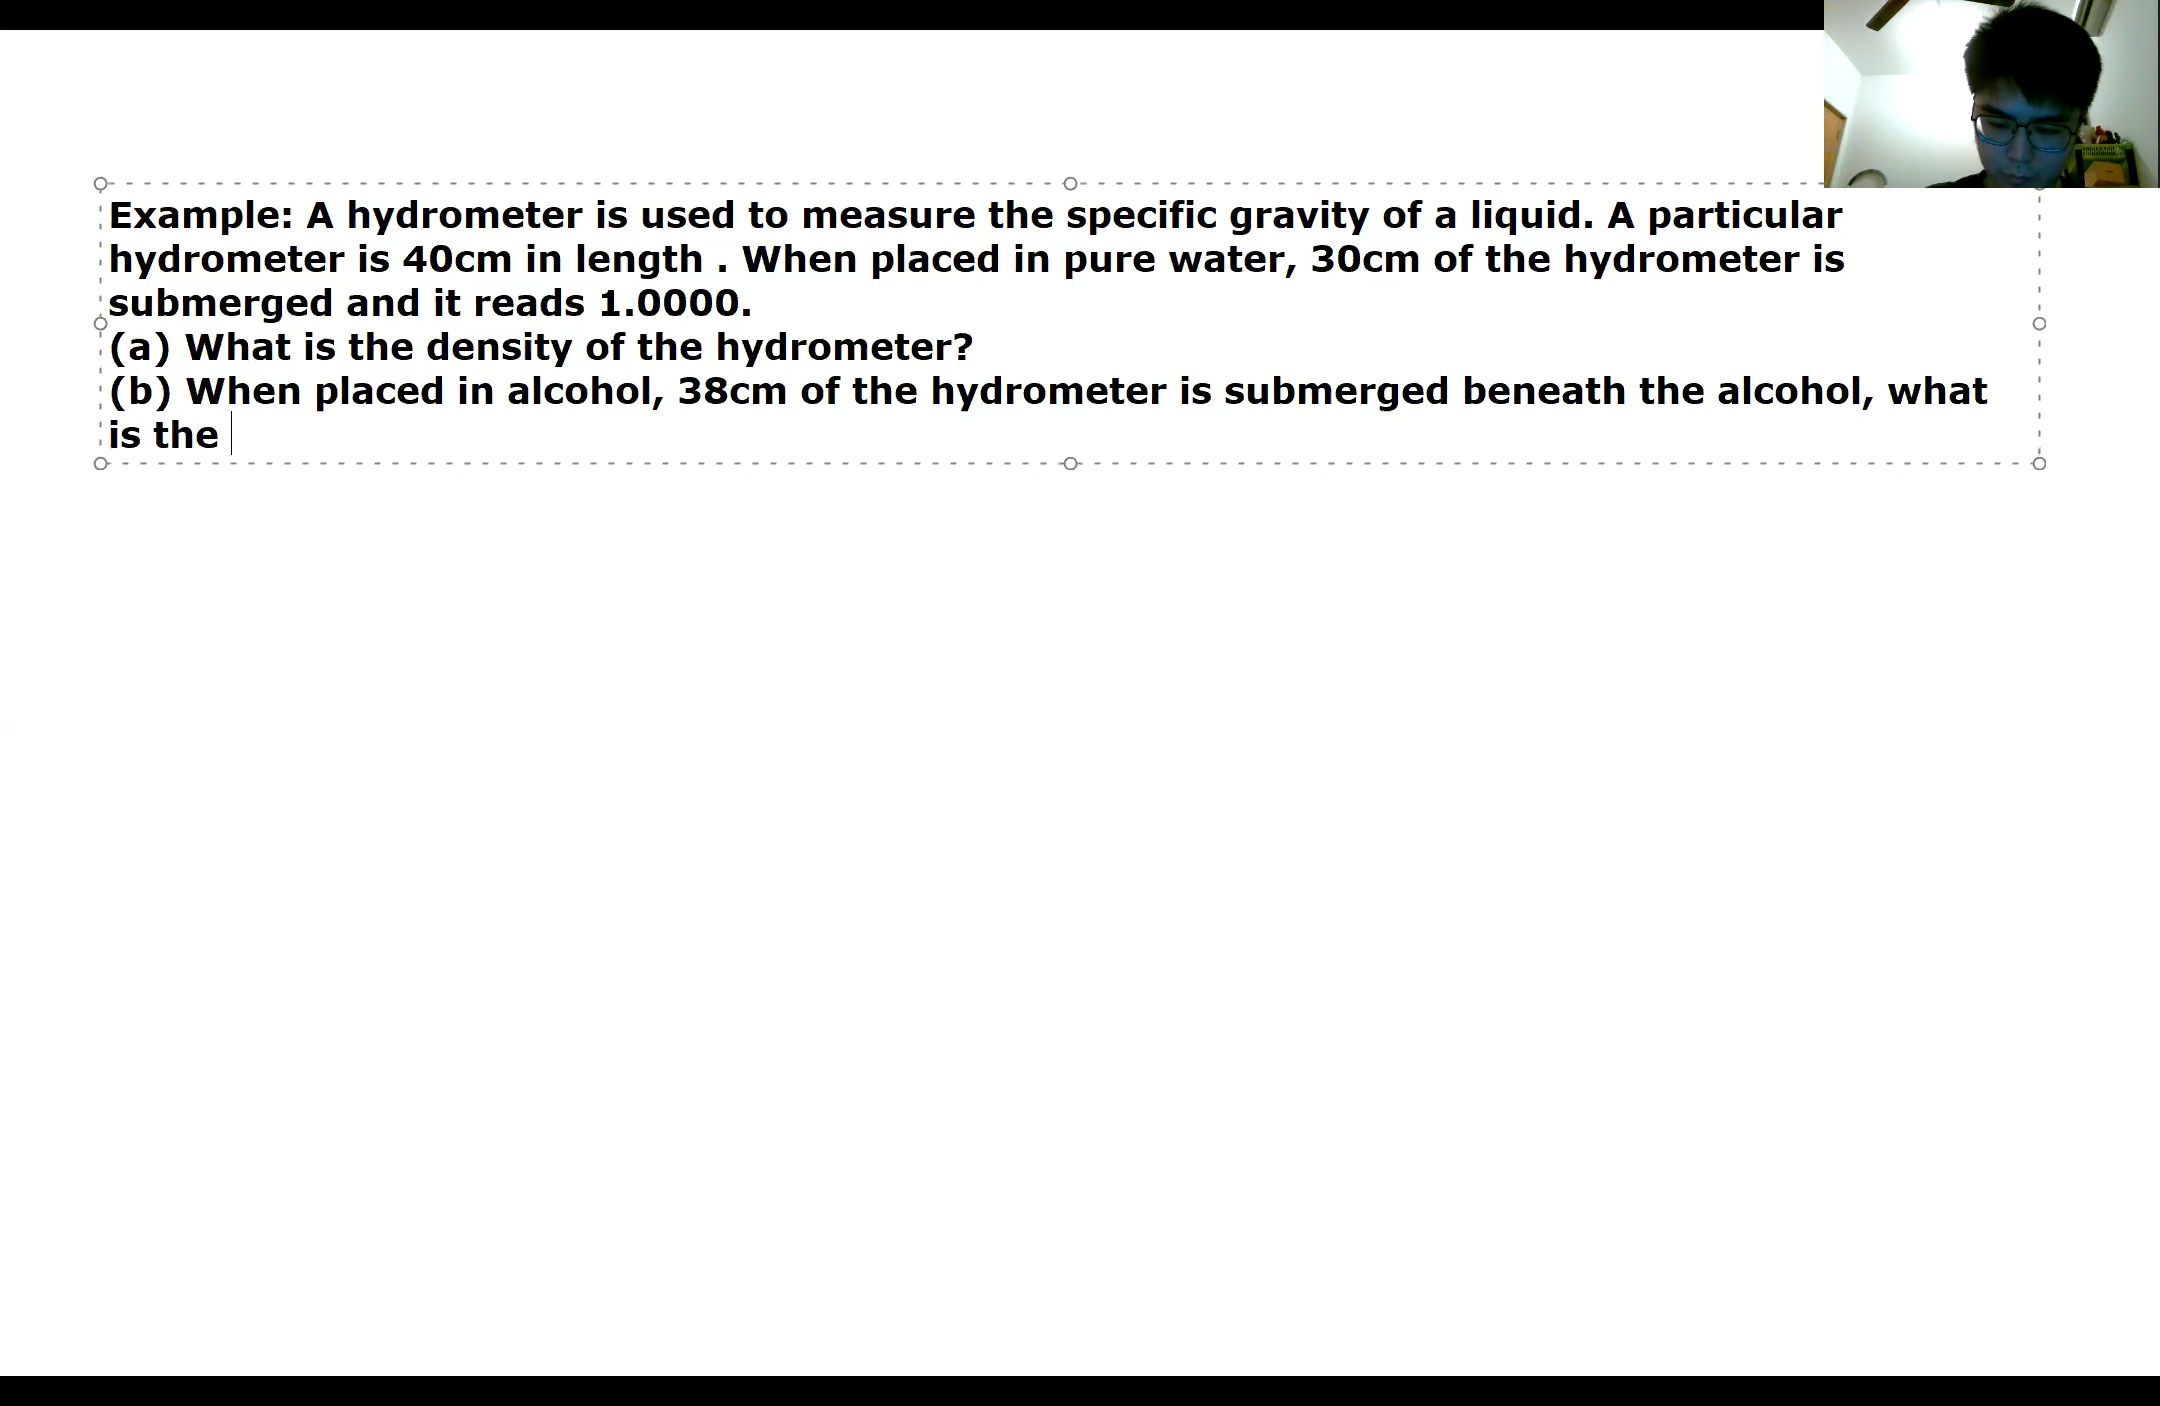 Example: A hydrometer is used to measure the specific gravity of a liquid. A particular
hydrometer is 40cm in length . When placed in pure water, 30cm of the hydrometer is
submerged and it reads 1.0000.
(a) What is the density of the hydrometer?
(b) When placed in alcohol, 38cm of the hydrometer is submerged beneath the alcohol, what
is the